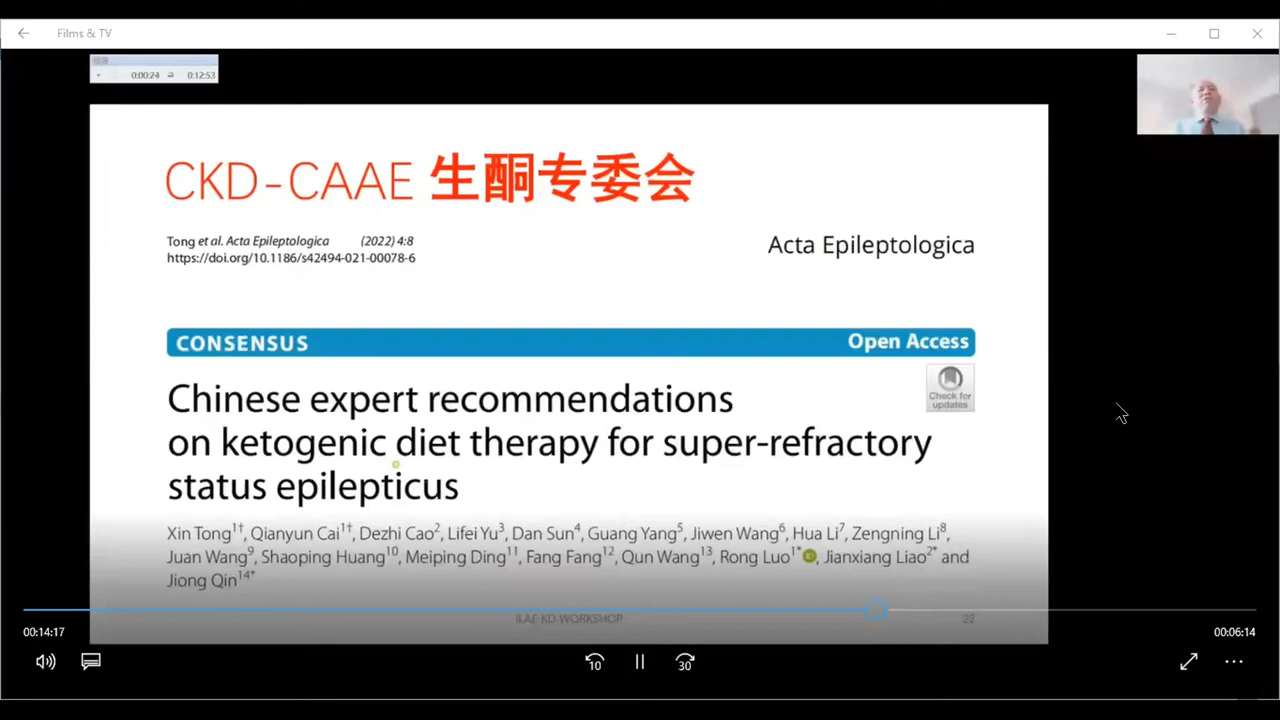 Films & TV
0:00:24 0:12:53
CKD-CAAE 生酮专委会
Tong et al. Acta Epileptologica (2022) 4:8
https://doi.org/10.1186/s42494-021-00078-6
Acta Epileptologica
CONSENSUS
Open Access
Check for
updates
Chinese expert recommendations
on ketogenic diet therapy for super-refractory
status epilepticus
Xin Tong1†, Qianyun Cai1†, Dezhi Cao2, Lifei Yu3, Dan Sun4, Guang Yang5, Jiwen Wang6, Hua Li7, Zengning Li8,
Juan Wang9, Shaoping Huang10, Meiping Ding11, Fang Fang12, Qun Wang13, Rong Luo1*, Jianxiang Liao2* and
Jiong Qin14*
ILAE KD WORKSHOP
22
00:14:17
00:06:14
10
30